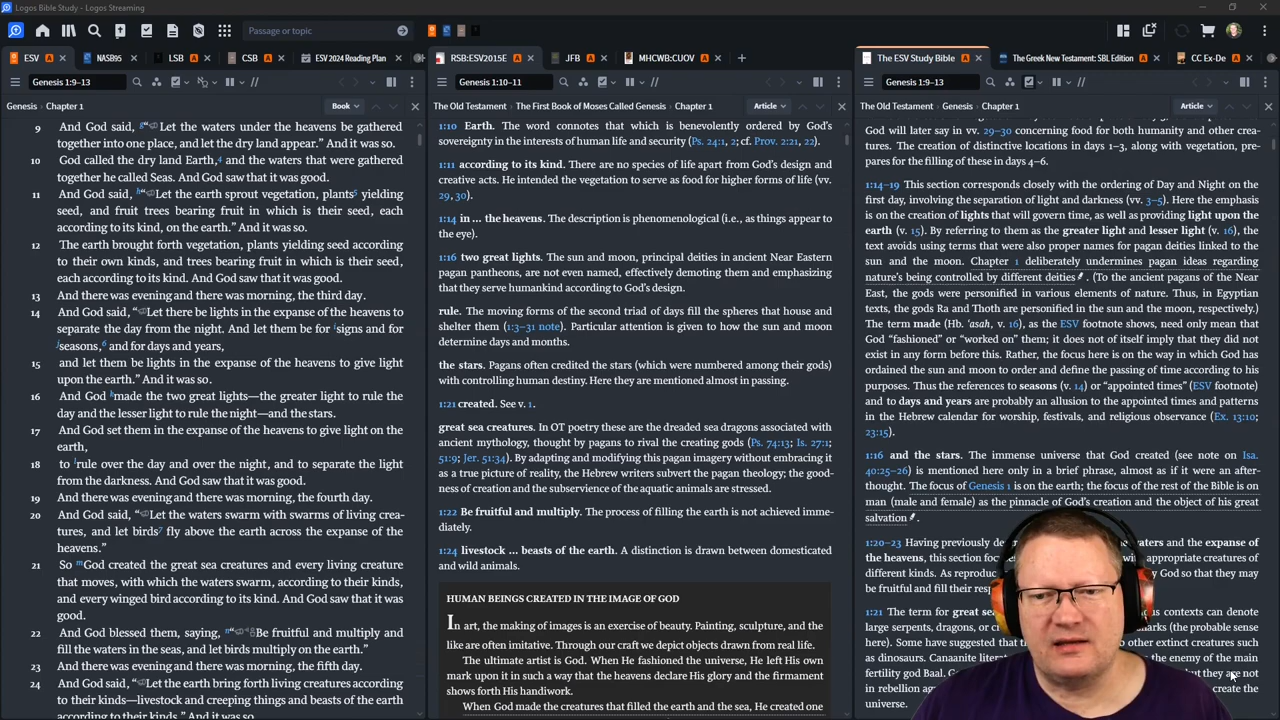 Logos Bible Study Logos Streaming
Passage or topic
ESV A NASB95 LSB A CSB A ESV 2024 Reading Plan
Genesis 1:9–13
Genesis › Chapter 1 Book
9 And God said, g“Let the waters under the heavens be gathered
together into one place, and let the dry land appear.” And it was so.
10 God called the dry land Earth,4 and the waters that were gathered
together he called Seas. And God saw that it was good.
11 And God said, h“Let the earth sprout vegetation, plants5 yielding
seed, and fruit trees bearing fruit in which is their seed, each
according to its kind, on the earth.” And it was so.
12 The earth brought forth vegetation, plants yielding seed according
to their own kinds, and trees bearing fruit in which is their seed,
each according to its kind. And God saw that it was good.
13 And there was evening and there was morning, the third day.
14 And God said, “Let there be lights in the expanse of the heavens to
separate the day from the night. And let them be for isigns and for
jseasons,6 and for days and years,
15 and let them be lights in the expanse of the heavens to give light
upon the earth.” And it was so.
16 And God kmade the two great lights—the greater light to rule the
day and the lesser light to rule the night—and the stars.
17 And God set them in the expanse of the heavens to give light on the
earth,
18 to lrule over the day and over the night, and to separate the light
from the darkness. And God saw that it was good.
19 And there was evening and there was morning, the fourth day.
20 And God said, “Let the waters swarm with swarms of living crea-
tures, and let birds7 fly above the earth across the expanse of the
heavens.”
21 So mGod created the great sea creatures and every living creature
that moves, with which the waters swarm, according to their kinds,
and every winged bird according to its kind. And God saw that it was
good.
22 And God blessed them, saying, n“Be fruitful and multiply and
fill the waters in the seas, and let birds multiply on the earth.”
23 And there was evening and there was morning, the fifth day.
24 And God said, “Let the earth bring forth living creatures according
to their kinds—livestock and creeping things and beasts of the earth
according to their kinds.” And it was so.
RSB:ESV2015E A JFB A MHCWB:CUOV A
Genesis 1:10–11
The Old Testament › The First Book of Moses Called Genesis › Chapter 1 Article
1:10 Earth. The word connotes that which is benevolently ordered by God’s
sovereignty in the interests of human life and security (Ps. 24:1, 2; cf. Prov. 2:21, 22).
1:11 according to its kind. There are no species of life apart from God’s design and
creative acts. He intended the vegetation to serve as food for higher forms of life (vv.
29, 30).
1:14 in ... the heavens. The description is phenomenological (i.e., as things appear to
the eye).
1:16 two great lights. The sun and moon, principal deities in ancient Near Eastern
pagan pantheons, are not even named, effectively demoting them and emphasizing
that they serve humankind according to God’s design.
rule. The moving forms of the second triad of days fill the spheres that house and
shelter them (1:3–31 note). Particular attention is given to how the sun and moon
determine days and months.
the stars. Pagans often credited the stars (which were numbered among their gods)
with controlling human destiny. Here they are mentioned almost in passing.
1:21 created. See v. 1.
great sea creatures. In OT poetry these are the dreaded sea dragons associated with
ancient mythology, thought by pagans to rival the creating gods (Ps. 74:13; Is. 27:1;
51:9; Jer. 51:34). By adapting and modifying this pagan imagery without embracing it
as a true picture of reality, the Hebrew writers subvert the pagan theology; the good-
ness of creation and the subservience of the aquatic animals are stressed.
1:22 Be fruitful and multiply. The process of filling the earth is not achieved imme-
diately.
1:24 livestock ... beasts of the earth. A distinction is drawn between domesticated
and wild animals.
HUMAN BEINGS CREATED IN THE IMAGE OF GOD
In art, the making of images is an exercise of beauty. Painting, sculpture, and the
like are often imitative. Through our craft we depict objects drawn from real life.
The ultimate artist is God. When He fashioned the universe, He left His own
mark upon it in such a way that the heavens declare His glory and the firmament
shows forth His handiwork.
When God made the creatures that filled the earth and the sea, He created one
The ESV Study Bible A The Greek New Testament: SBL Edition A CC Ex-De
Genesis 1:9–13
The Old Testament › Genesis › Chapter 1 Article
God will later say in vv. 29–30 concerning food for both humanity and other crea-
tures. The creation of distinctive locations in days 1–3, along with vegetation, pre-
pares for the filling of these in days 4–6.
1:14–19 This section corresponds closely with the ordering of Day and Night on the
first day, involving the separation of light and darkness (vv. 3–5). Here the emphasis
is on the creation of lights that will govern time, as well as providing light upon the
earth (v. 15). By referring to them as the greater light and lesser light (v. 16), the
text avoids using terms that were also proper names for pagan deities linked to the
sun and the moon. Chapter 1 deliberately undermines pagan ideas regarding
nature’s being controlled by different deities. (To the ancient pagans of the Near
East, the gods were personified in various elements of nature. Thus, in Egyptian
texts, the gods Ra and Thoth are personified in the sun and the moon, respectively.)
The term made (Hb. ‘asah, v. 16), as the ESV footnote shows, need only mean that
God “fashioned” or “worked on” them; it does not of itself imply that they did not
exist in any form before this. Rather, the focus here is on the way in which God has
ordained the sun and moon to order and define the passing of time according to his
purposes. Thus the references to seasons (v. 14) or “appointed times” (ESV footnote)
and to days and years are probably an allusion to the appointed times and patterns
in the Hebrew calendar for worship, festivals, and religious observance (Ex. 13:10;
23:15).
1:16 and the stars. The immense universe that God created (see note on Isa.
40:25–26) is mentioned here only in a brief phrase, almost as if it were an after-
thought. The focus of Genesis 1 is on the earth; the focus of the rest of the Bible is on
man (male and female) as the pinnacle of God’s creation and the object of his great
salvation.
1:20–23 Having previously de waters and the expanse of
the heavens, this section foc with appropriate creatures of
different kinds. As reproduc y God so that they may
be fruitful and fill their res
1:21 The term for great se us contexts can denote
large serpents, dragons, or c marks (the probable sense
here). Some have suggested that o other extinct creatures such
as dinosaurs. Canaanite litera the enemy of the main
fertility god Baal. G but they are not
in rebellion ag create the
universe.